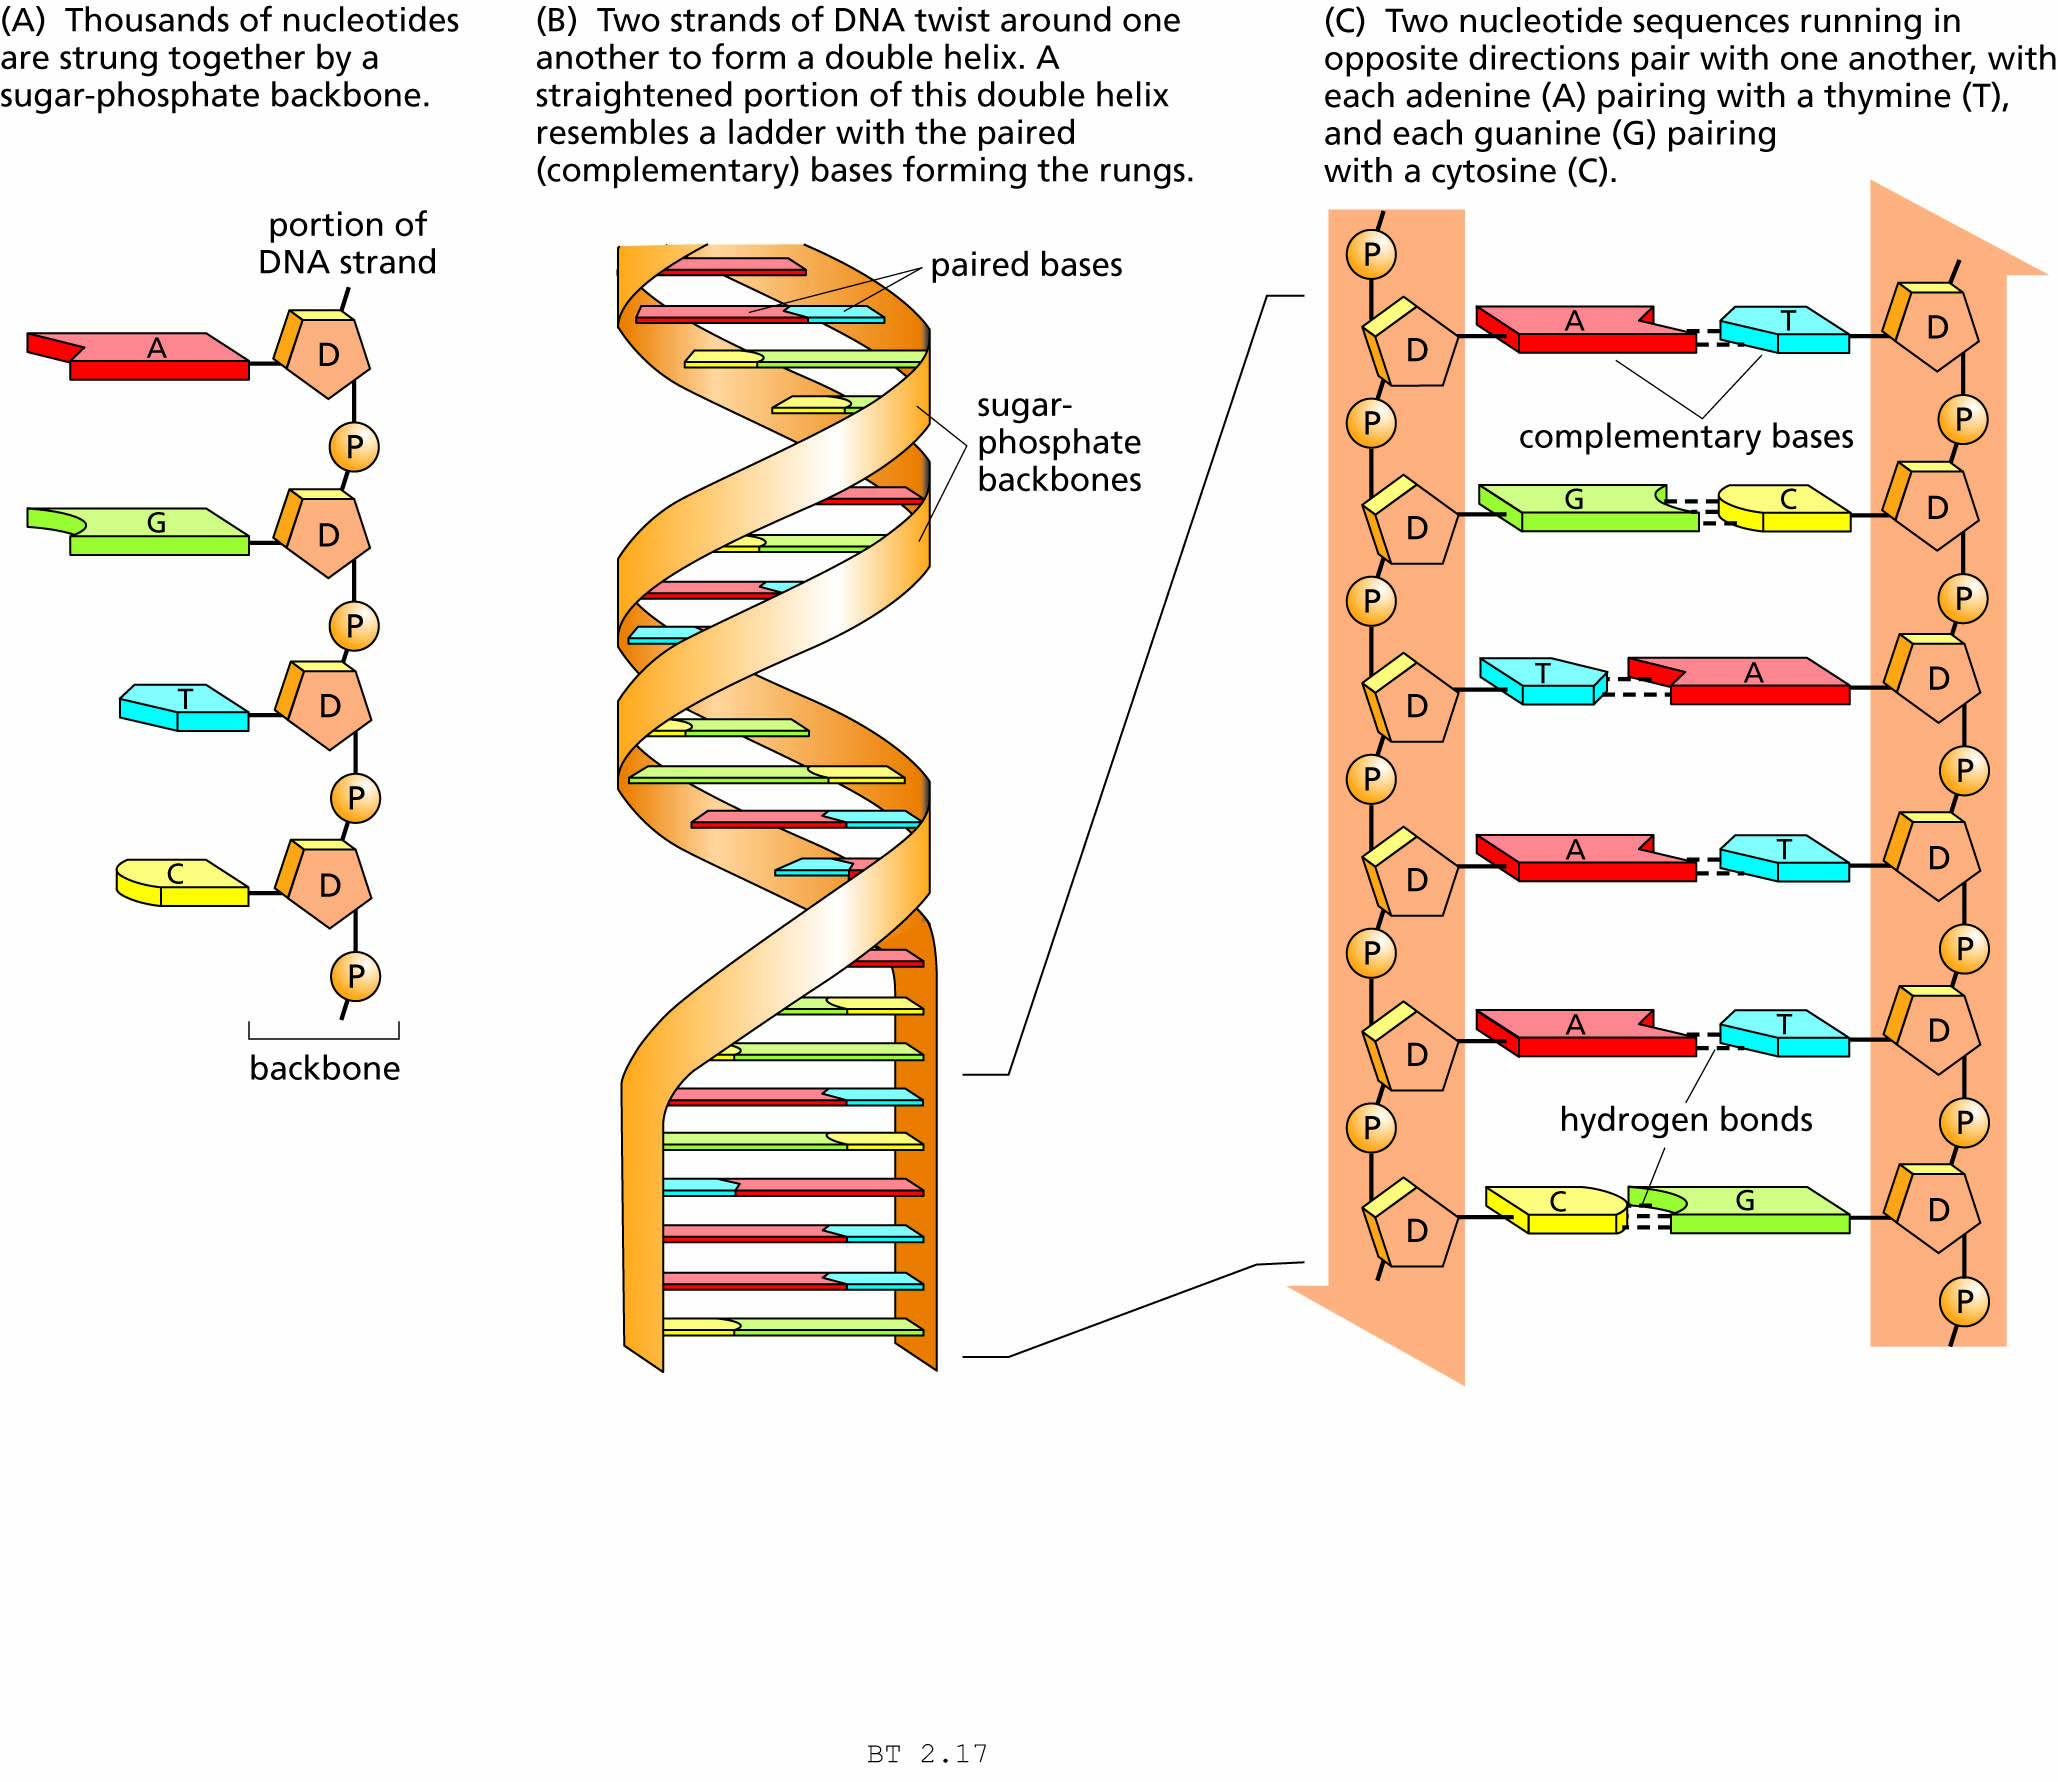 (A) Thousands of nucleotides
are strung together by a
sugar-phosphate backbone.
portion of
DNA strand
A
D
P
G
D
P
T
D
P
C
D
P
backbone
(B) Two strands of DNA twist around one
another to form a double helix. A
straightened portion of this double helix
resembles a ladder with the paired
(complementary) bases forming the rungs.
paired bases
sugar-
phosphate
backbones
(C) Two nucleotide sequences running in
opposite directions pair with one another, with
each adenine (A) pairing with a thymine (T),
and each guanine (G) pairing
with a cytosine (C).
P
D A T D
P P
complementary bases
D G C D
P P
D T A D
P P
D A T D
P P
D A T D
P P
hydrogen bonds
D C G D
P
BT 2.17